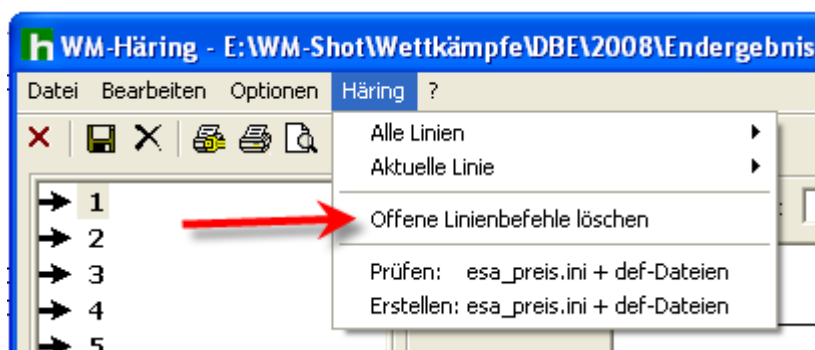 h WM-Häring - E:\WM-Shot\Wettkämpfe\DBE\2008\Endergebnis
Datei Bearbeiten Optionen Häring ?
Alle Linien
Aktuelle Linie
Offene Linienbefehle löschen
Prüfen: esa_preis.ini + def-Dateien
Erstellen: esa_preis.ini + def-Dateien
1
2
3
4
5